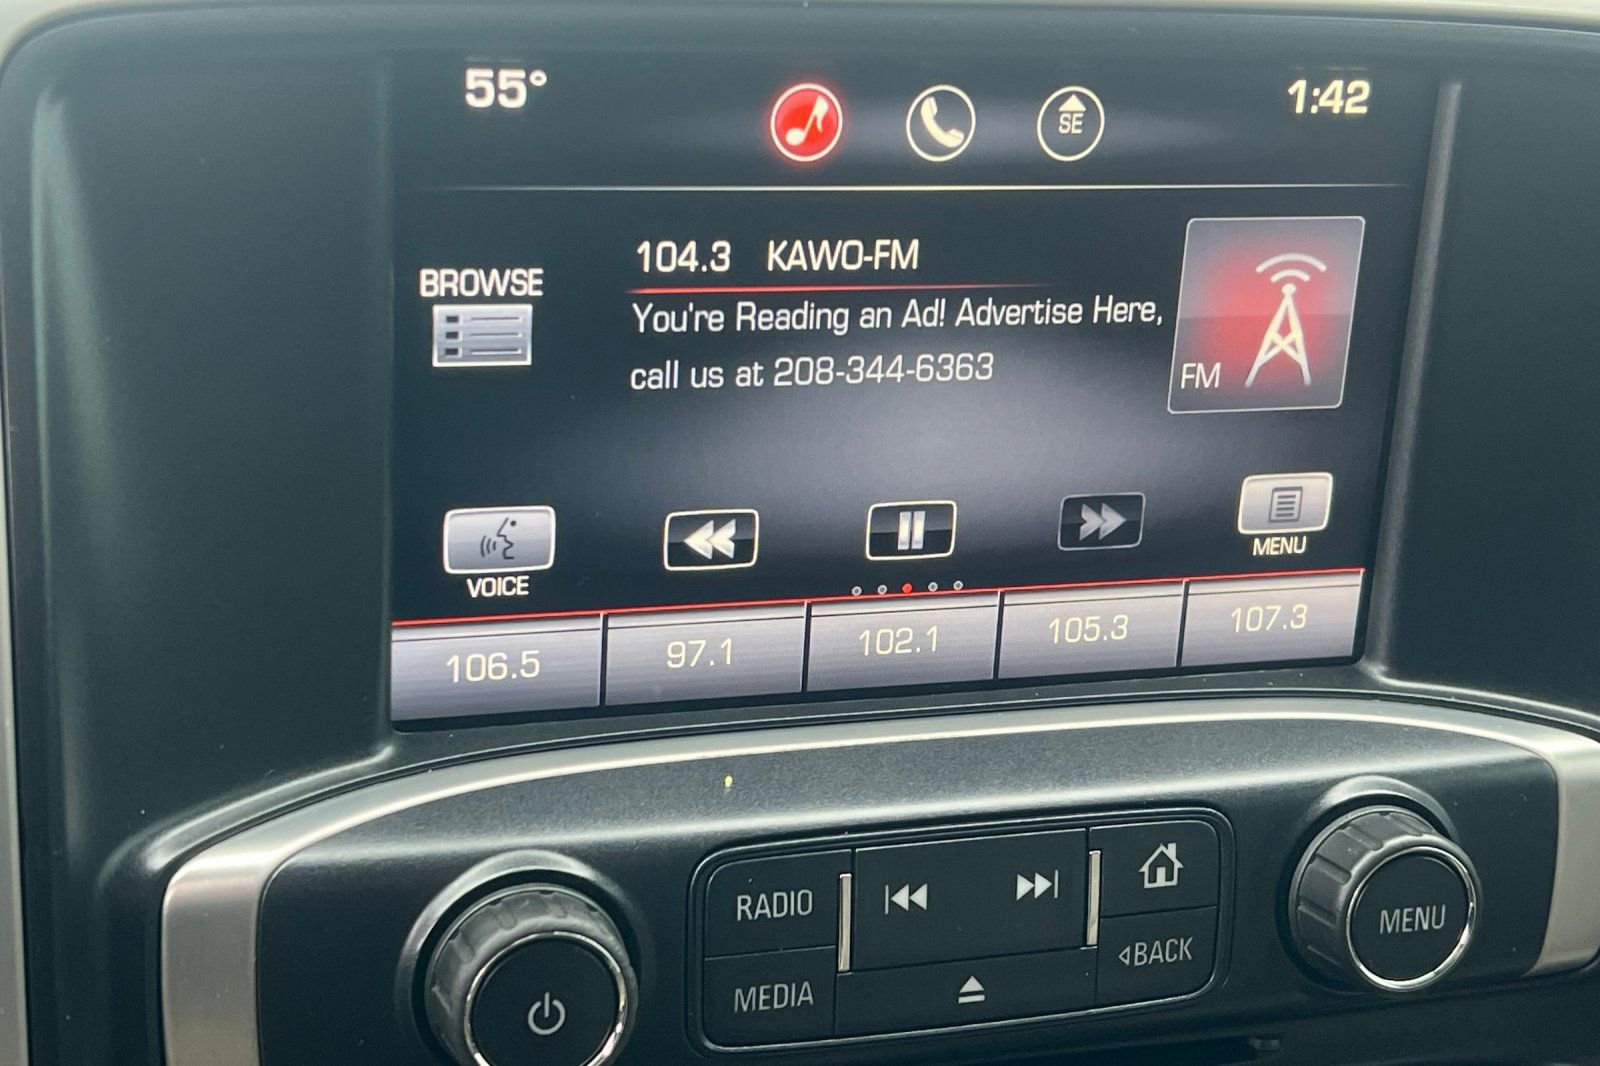 55° 1:42
SE
104.3 KAWO-FM
BROWSE
You're Reading an Ad! Advertise Here,
call us at 208-344-6363
FM
VOICE
MENU
106.5 97.1 102.1 105.3 107.3
RADIO
MEDIA
BACK
MENU